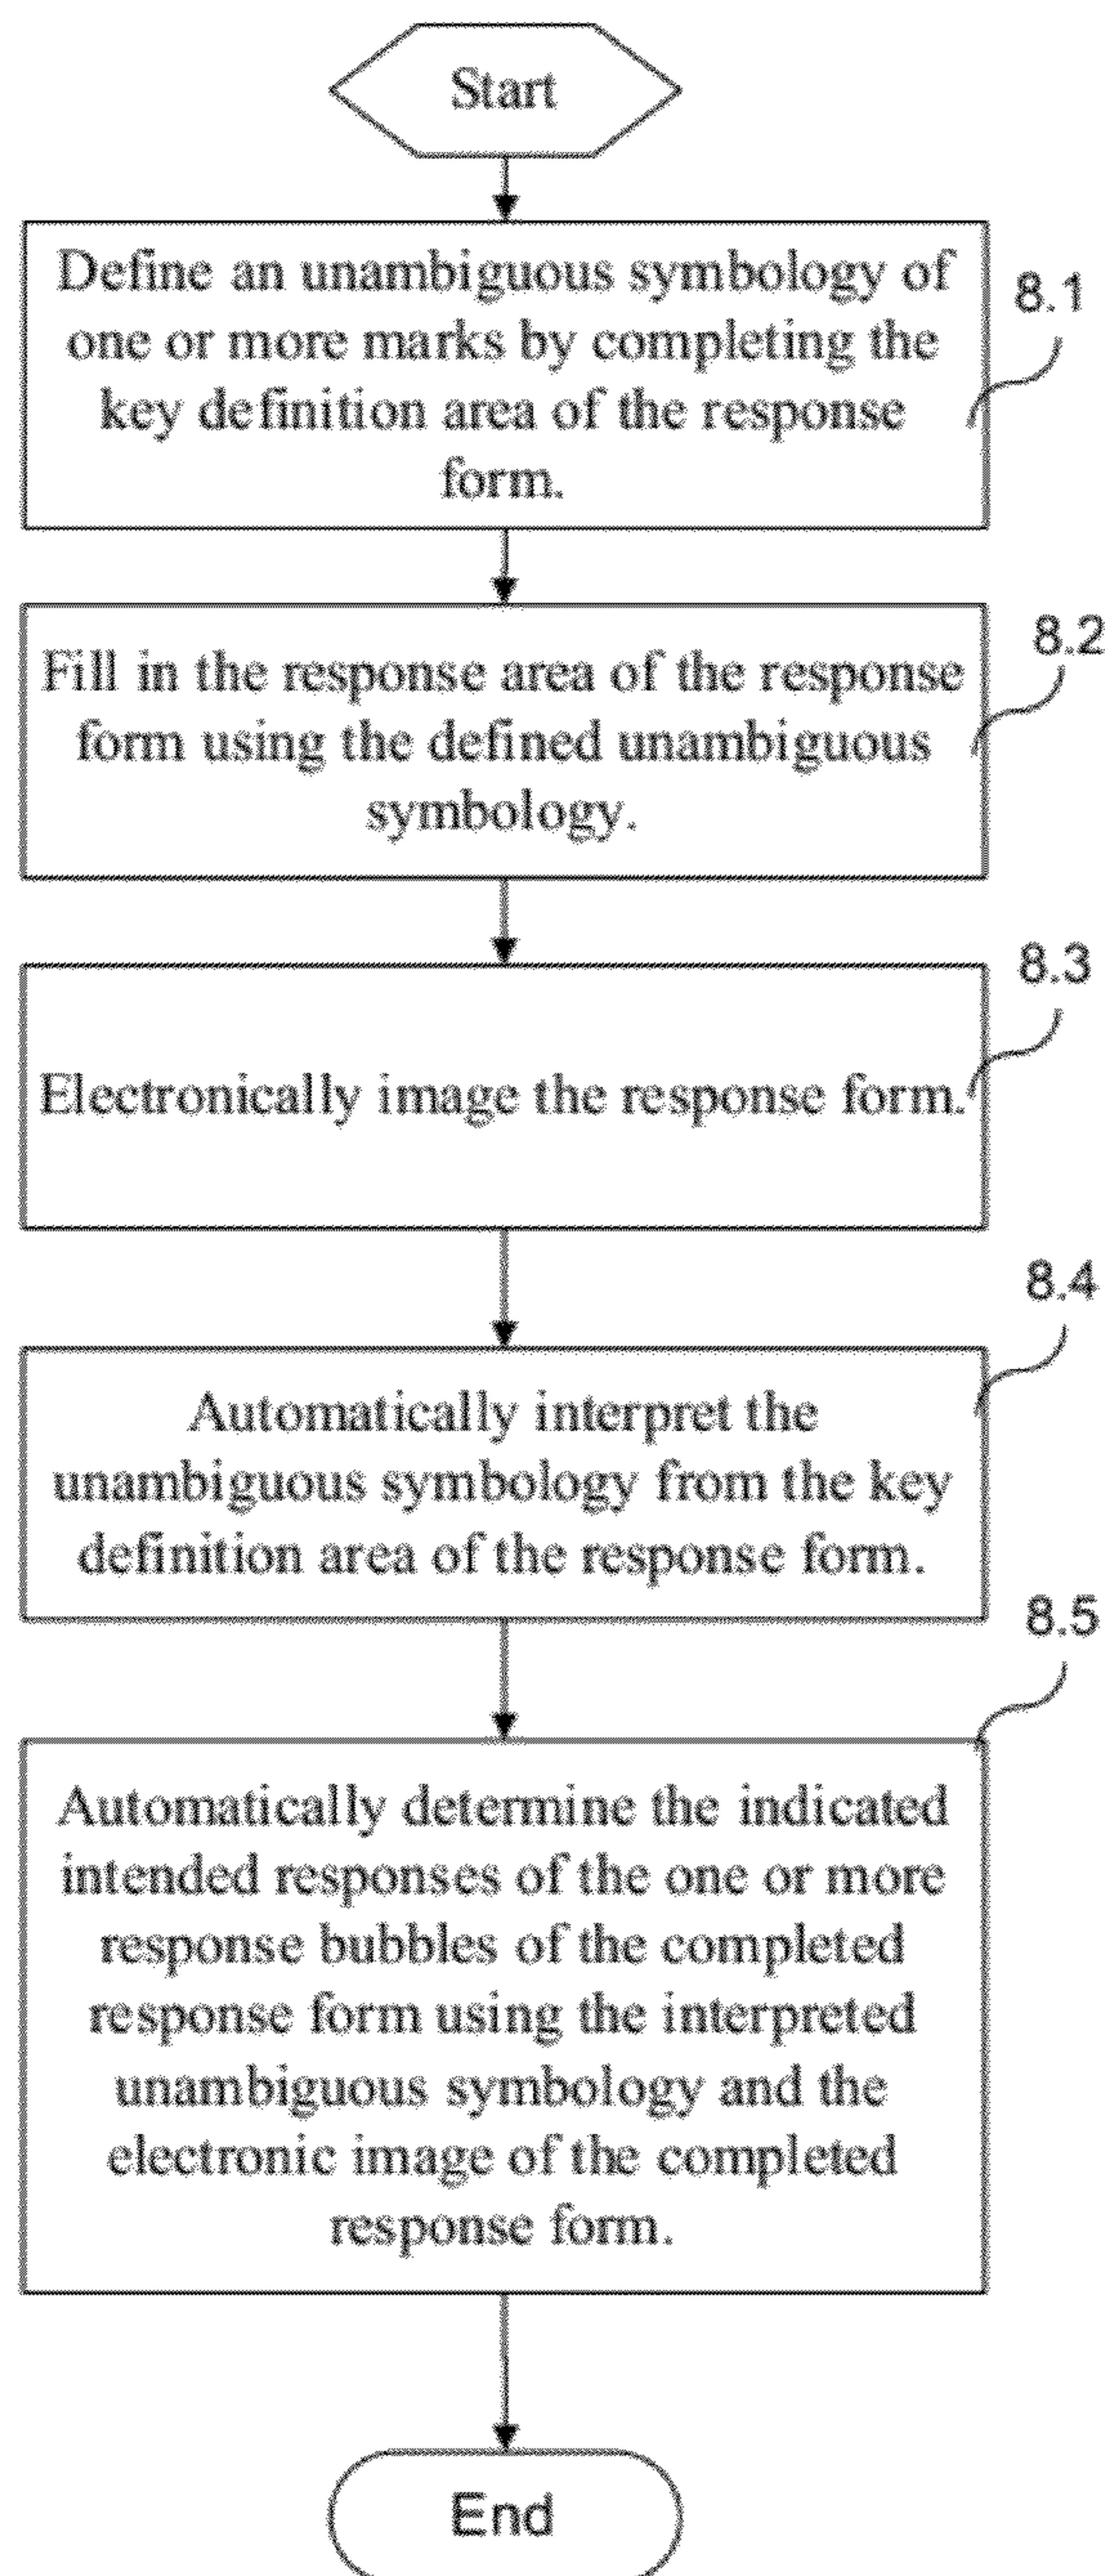 Start
Define an unambiguous symbology of
one or more marks by completing the
key definition area of the response
form.
8.1
Fill in the response area of the response
form using the defined unambiguous
symbology.
8.2
Electronically image the response form.
8.3
Automatically interpret the
unambiguous symbology from the key
definition area of the response form.
8.4
Automatically determine the indicated
intended responses of the one or more
response bubbles of the completed
response form using the interpreted
unambiguous symbology and the
electronic image of the completed
response form.
8.5
End